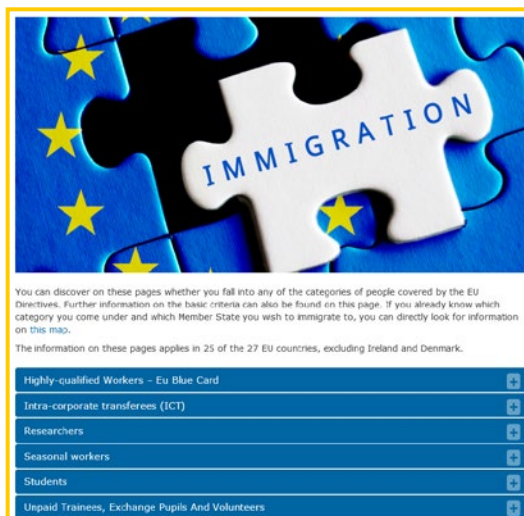 IMMIGRATION
You can discover on these pages whether you fall into any of the categories of people covered by the EU
Directives. Further information on the basic criteria can also be found on this page. If you already know which
category you come under and which Member State you wish to immigrate to, you can directly look for information
on this map.
The information on these pages applies in 25 of the 27 EU countries, excluding Ireland and Denmark.
Highly-qualified Workers – Eu Blue Card
Intra-corporate transferees (ICT)
Researchers
Seasonal workers
Students
Unpaid Trainees, Exchange Pupils And Volunteers